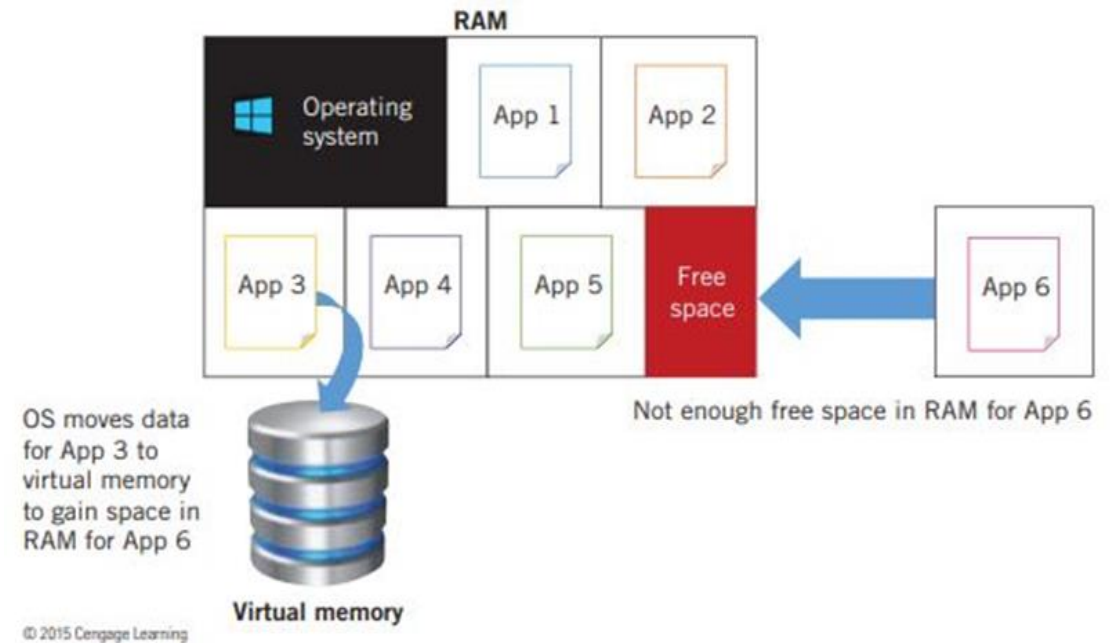 RAM
Operating
system
App 1
App 2
App 3
App 4
App 5
Free
space
App 6
Not enough free space in RAM for App 6
OS moves data
for App 3 to
virtual memory
to gain space in
RAM for App 6
Virtual memory
© 2015 Cengage Learning